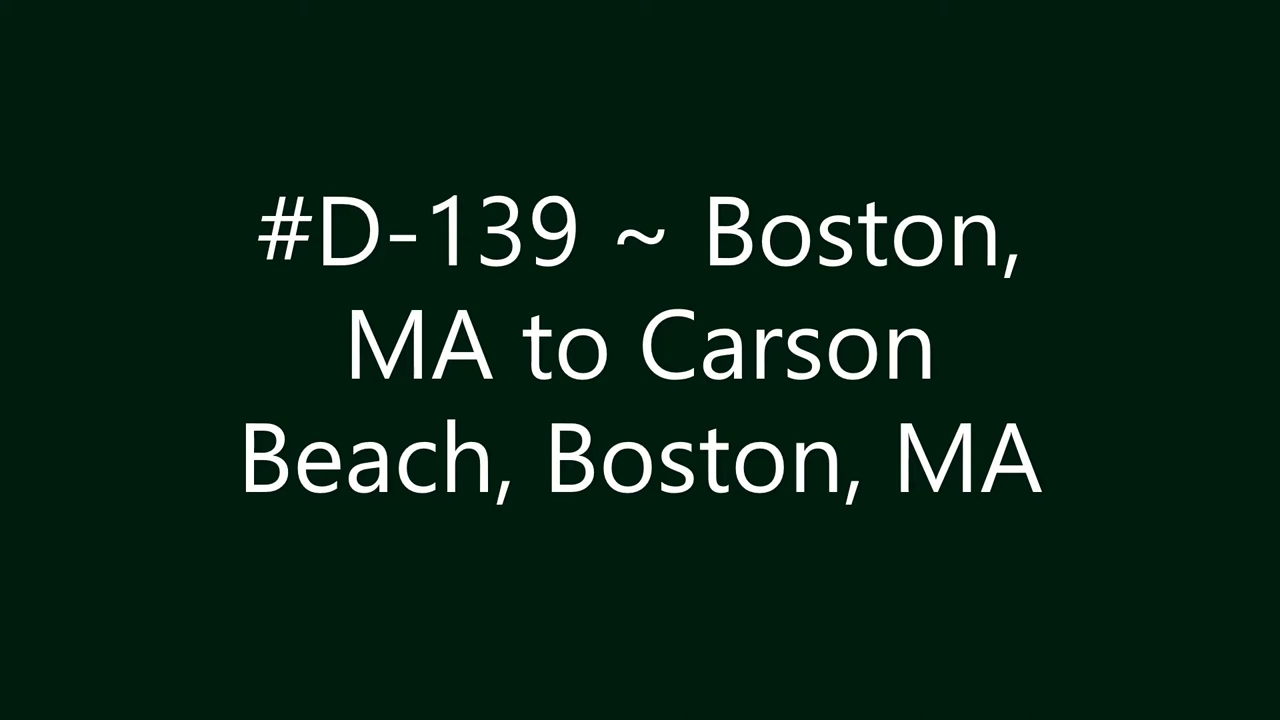 #D-139 ~ Boston,
MA to Carson
Beach, Boston, MA